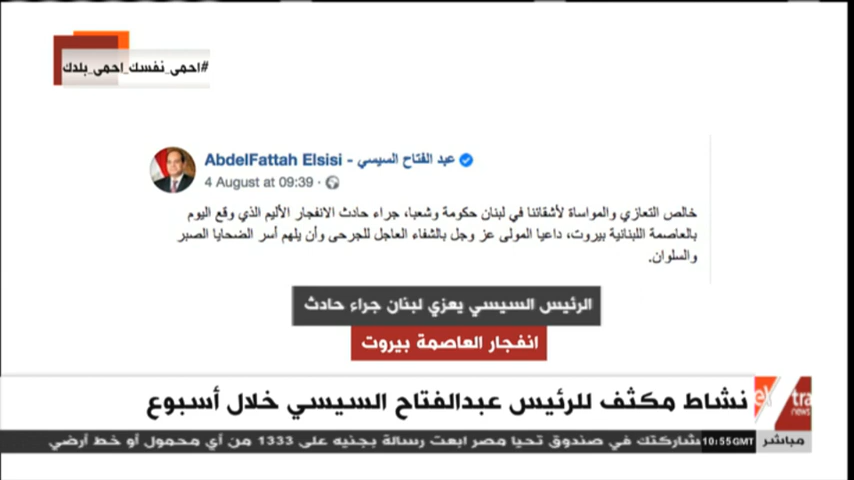 #احمى_نفسك_احمى_بلدك
AbdelFattah Elsisi - عبد الفتاح السيسي
4 August at 09:39 ·
خالص التعازي والمواساة لأشقائنا في لبنان حكومة وشعبا، جراء حادث الانفجار الأليم الذي وقع اليوم
بالعاصمة اللبنانية بيروت، داعيا المولى عز وجل بالشفاء العاجل للجرحى وأن يلهم أسر الضحايا الصبر
والسلوان.
الرئيس السيسي يعزي لبنان جراء حادث
انفجار العاصمة بيروت
نشاط مكثف للرئيس عبدالفتاح السيسي خلال أسبوع
extra news
مباشر
10:55GMT
شاركتك في صندوق تحيا مصر ابعت رسالة بجنيه على 1333 من أي محمول أو خط أرضي